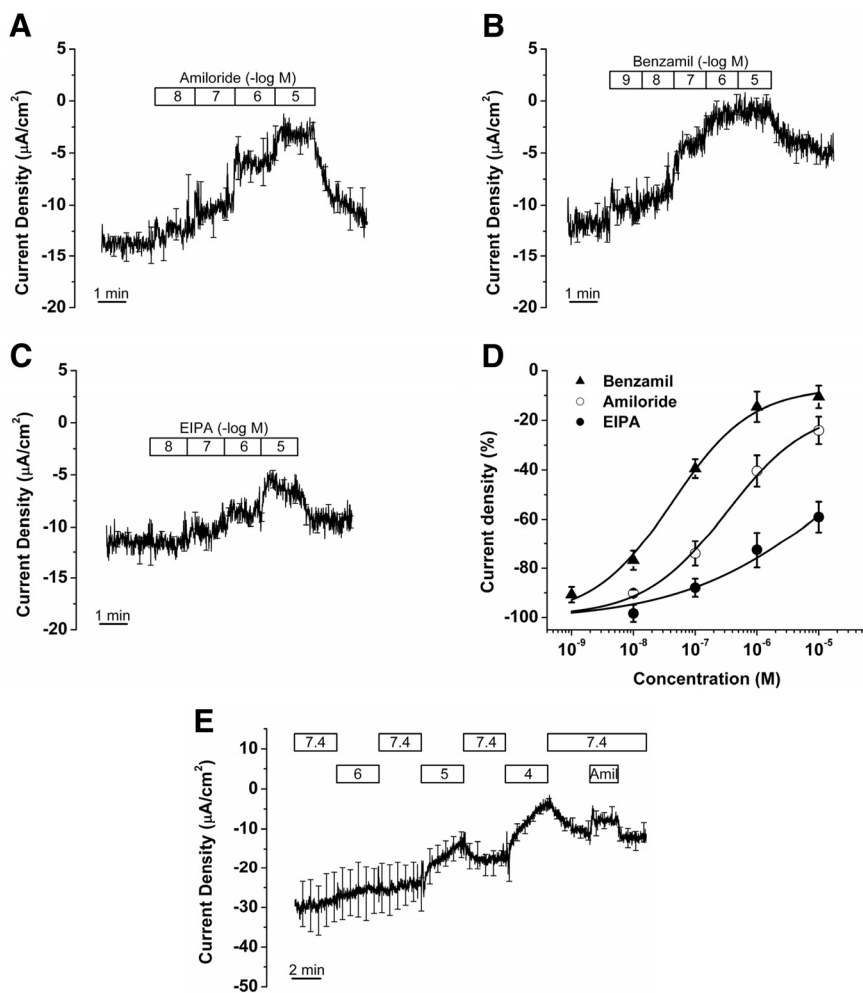 A
5
0
-5
-10
-15
-20
Current Density (μA/cm²)
Amiloride (-log M)
8 7 6 5
1 min
B
5
0
-5
-10
-15
-20
Current Density (μA/cm²)
Benzamil (-log M)
9 8 7 6 5
1 min
C
5
0
-5
-10
-15
-20
Current Density (μA/cm²)
EIPA (-log M)
8 7 6 5
1 min
D
0
-20
-40
-60
-80
-100
Current density (%)
Benzamil
Amiloride
EIPA
10⁻⁹ 10⁻⁸ 10⁻⁷ 10⁻⁶ 10⁻⁵
Concentration (M)
E
10
0
-10
-20
-30
-40
-50
Current Density (μA/cm²)
7.4 7.4 7.4 7.4
6 5 4 Amil
2 min